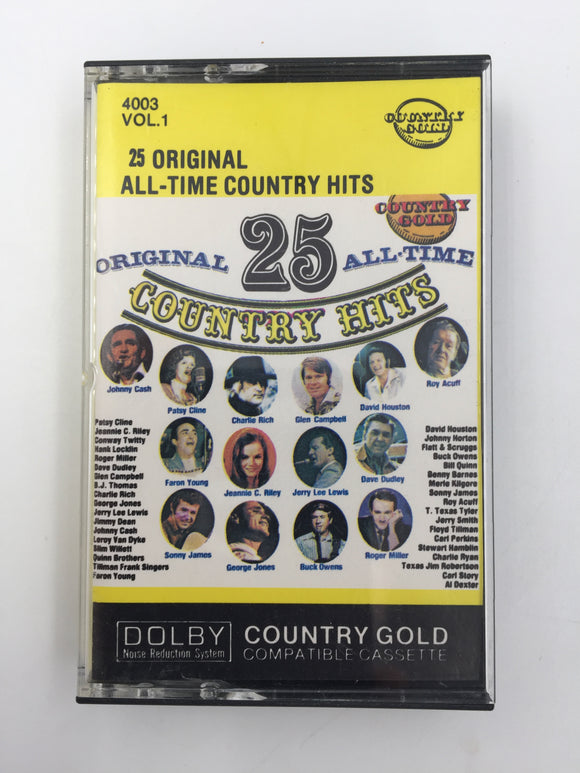 4003
VOL.1
COUNTRY
GOLD
25 ORIGINAL
ALL-TIME COUNTRY HITS
COUNTRY
GOLD
ORIGINAL 25 ALL-TIME
COUNTRY HITS
Johnny Cash
Patsy Cline
Charlie Rich
Glen Campbell
David Houston
Roy Acuff
Faron Young
Jeannie C. Riley
Jerry Lee Lewis
Dave Dudley
Sonny James
George Jones
Buck Owens
Roger Miller
Patsy Cline
Jeannie C. Riley
Conway Twitty
Hank Locklin
Roger Miller
Dave Dudley
Glen Campbell
B.J. Thomas
Charlie Rich
George Jones
Jerry Lee Lewis
Jimmy Dean
Johnny Cash
Leroy Van Dyke
Slim Willett
Quinn Brothers
Tillman Frank Singers
Faron Young
David Houston
Johnny Horton
Flatt & Scruggs
Buck Owens
Bill Quinn
Benny Barnes
Merle Kilgore
Sonny James
Roy Acuff
T. Texas Tyler
Jerry Smith
Floyd Tillman
Carl Perkins
Stewart Hamblin
Charlie Ryan
Texas Jim Robertson
Carl Story
Al Dexter
DOLBY
Noise Reduction System
COUNTRY GOLD
COMPATIBLE CASSETTE